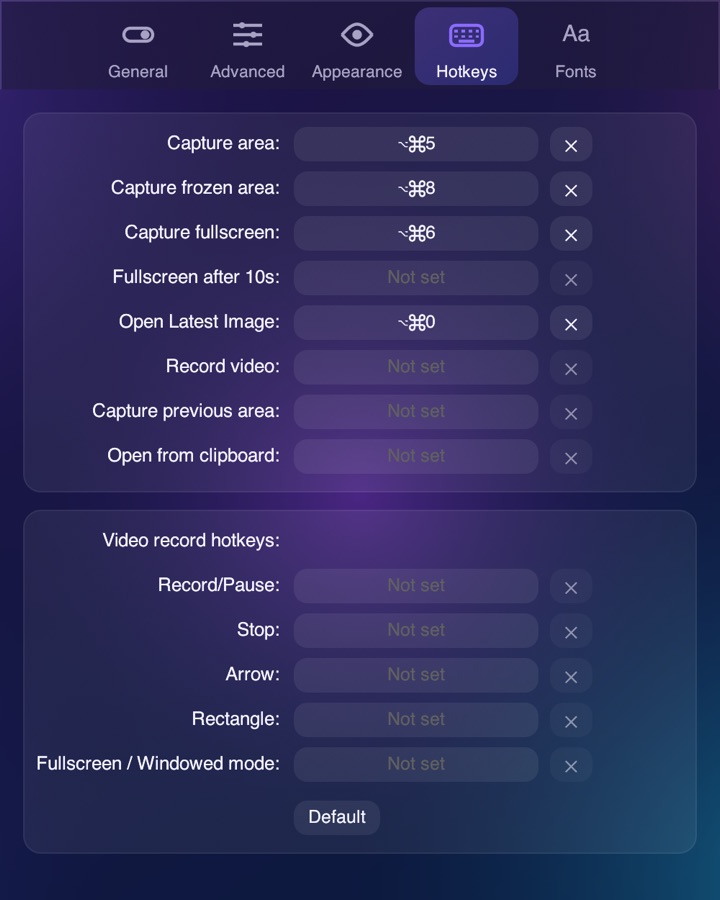 General Advanced Appearance Hotkeys Aa Fonts
Capture area: ⌥⌘5
Capture frozen area: ⌥⌘8
Capture fullscreen: ⌥⌘6
Fullscreen after 10s: Not set
Open Latest Image: ⌥⌘0
Record video: Not set
Capture previous area: Not set
Open from clipboard: Not set
Video record hotkeys:
Record/Pause: Not set
Stop: Not set
Arrow: Not set
Rectangle: Not set
Fullscreen / Windowed mode: Not set
Default